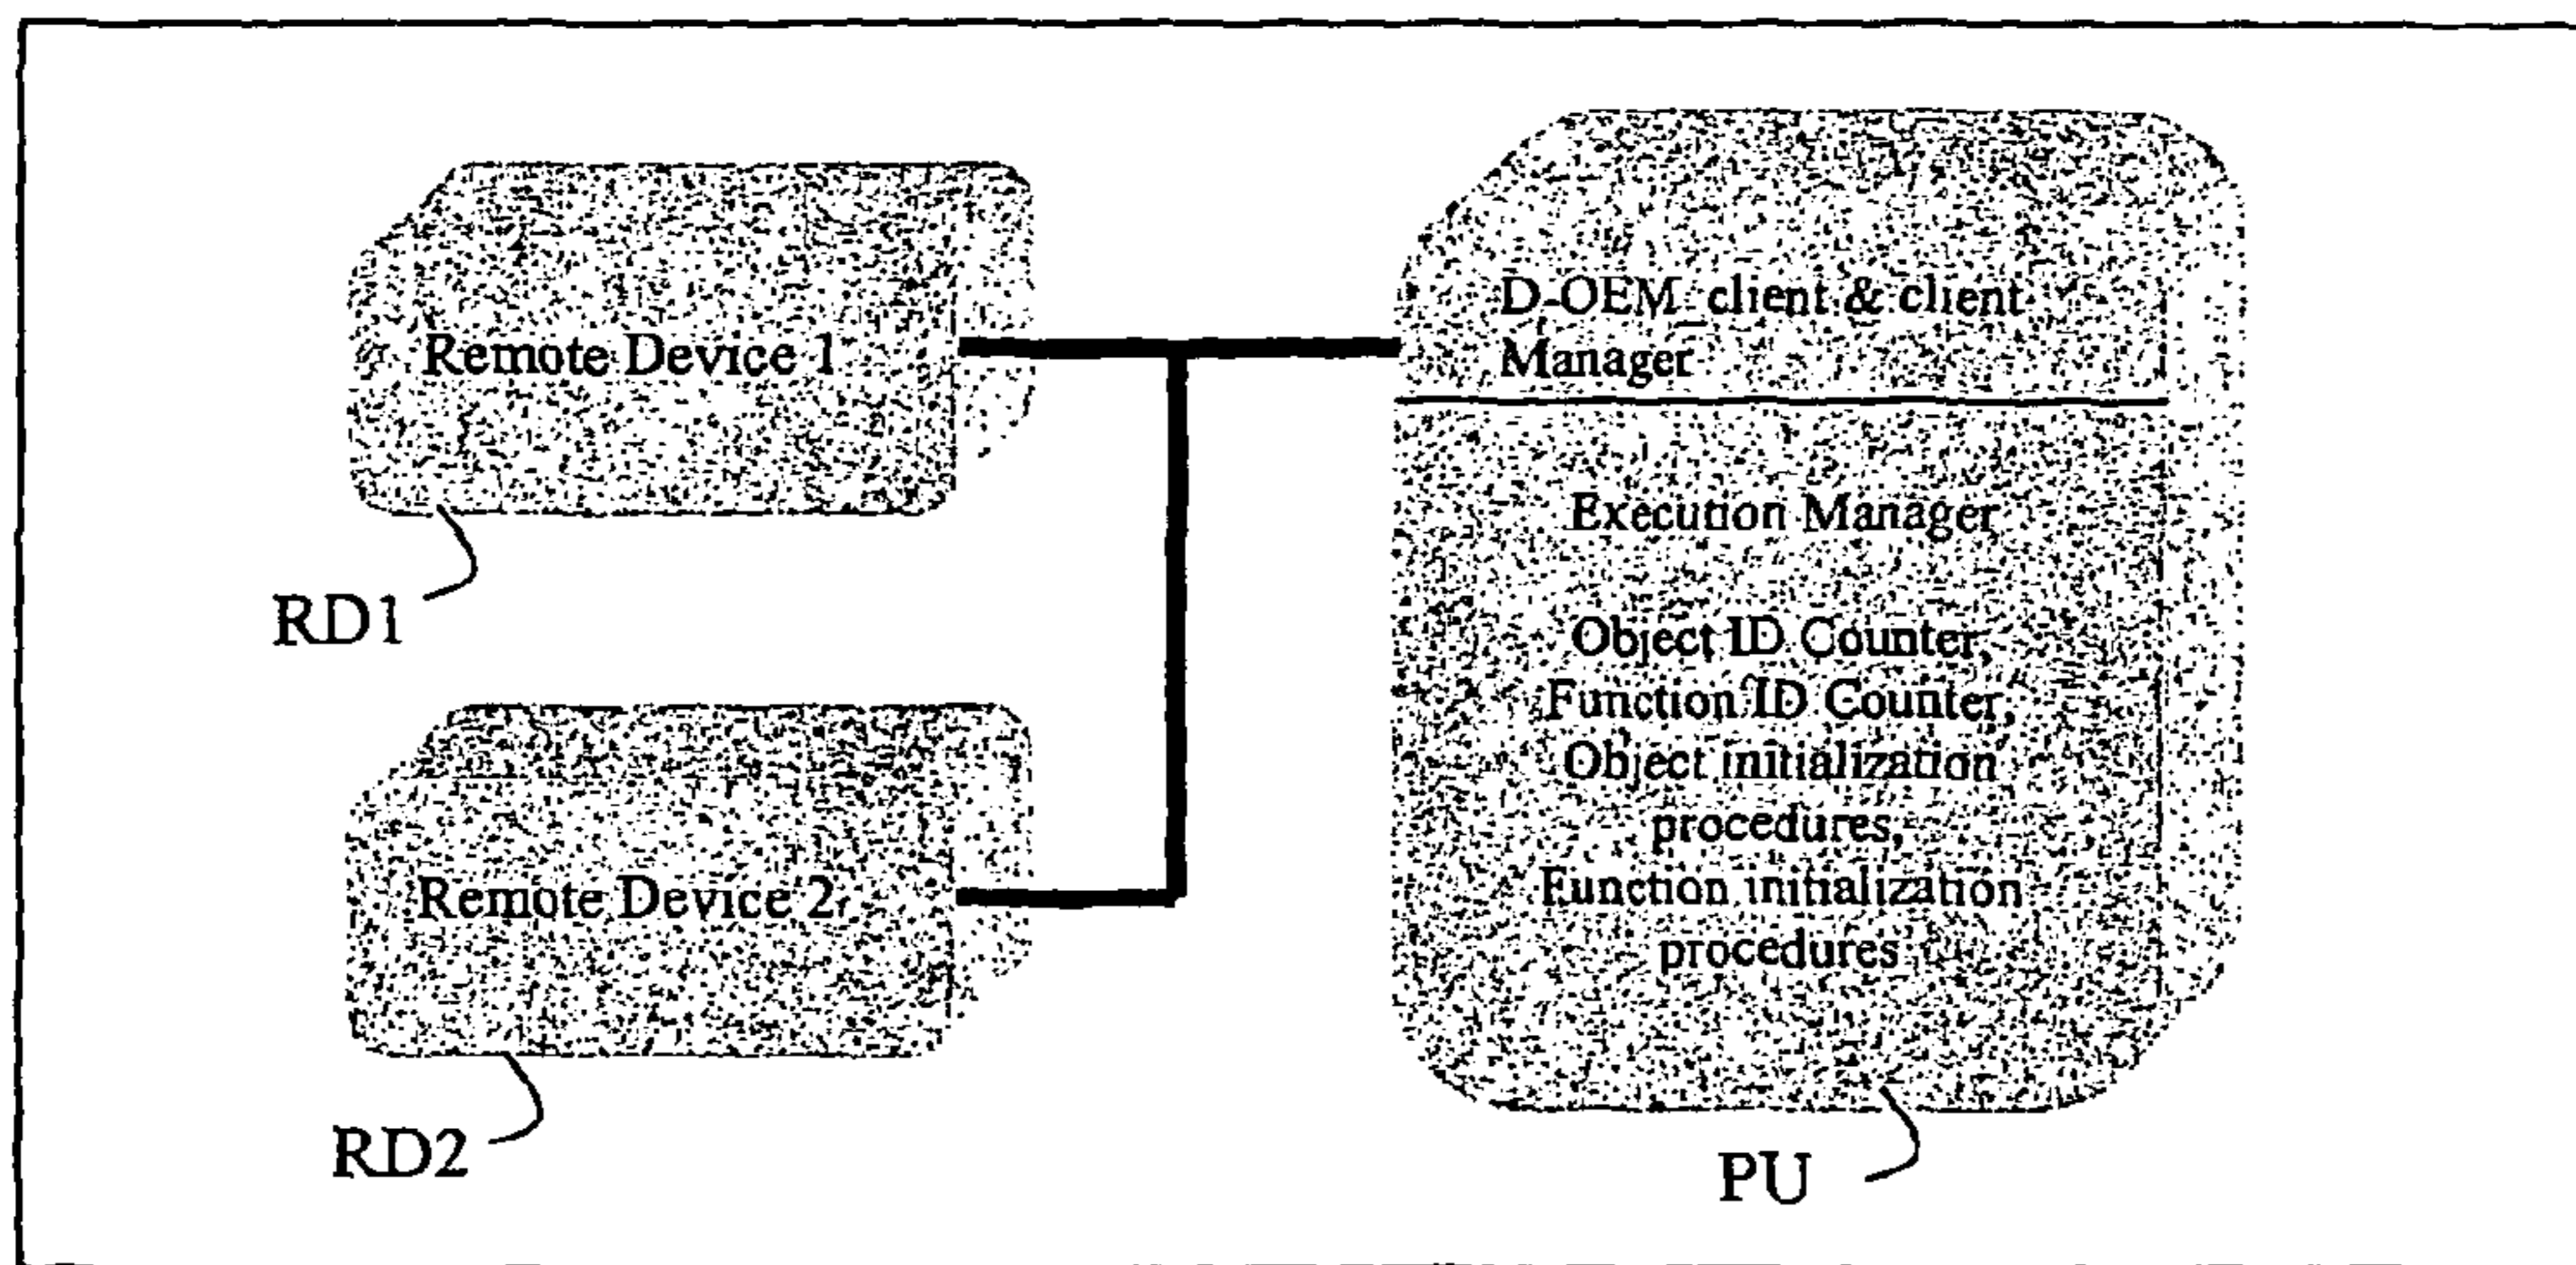 Remote Device 1
RD1
Remote Device 2
RD2
D-OEM_client & client
Manager
Execution Manager
Object ID Counter,
Function ID Counter,
Object initialization
procedures,
Function initialization
procedures
PU